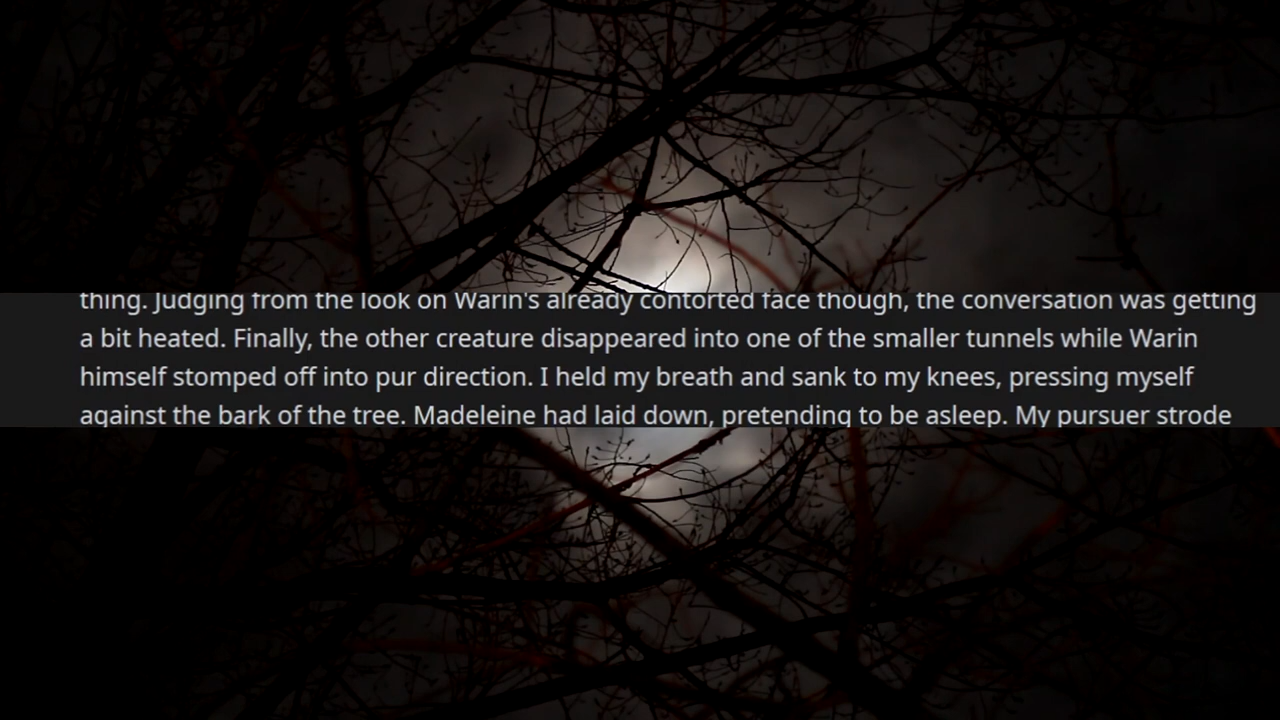 thing. Judging from the look on Warin's already contorted face though, the conversation was getting
a bit heated. Finally, the other creature disappeared into one of the smaller tunnels while Warin
himself stomped off into pur direction. I held my breath and sank to my knees, pressing myself
against the bark of the tree. Madeleine had laid down, pretending to be asleep. My pursuer strode